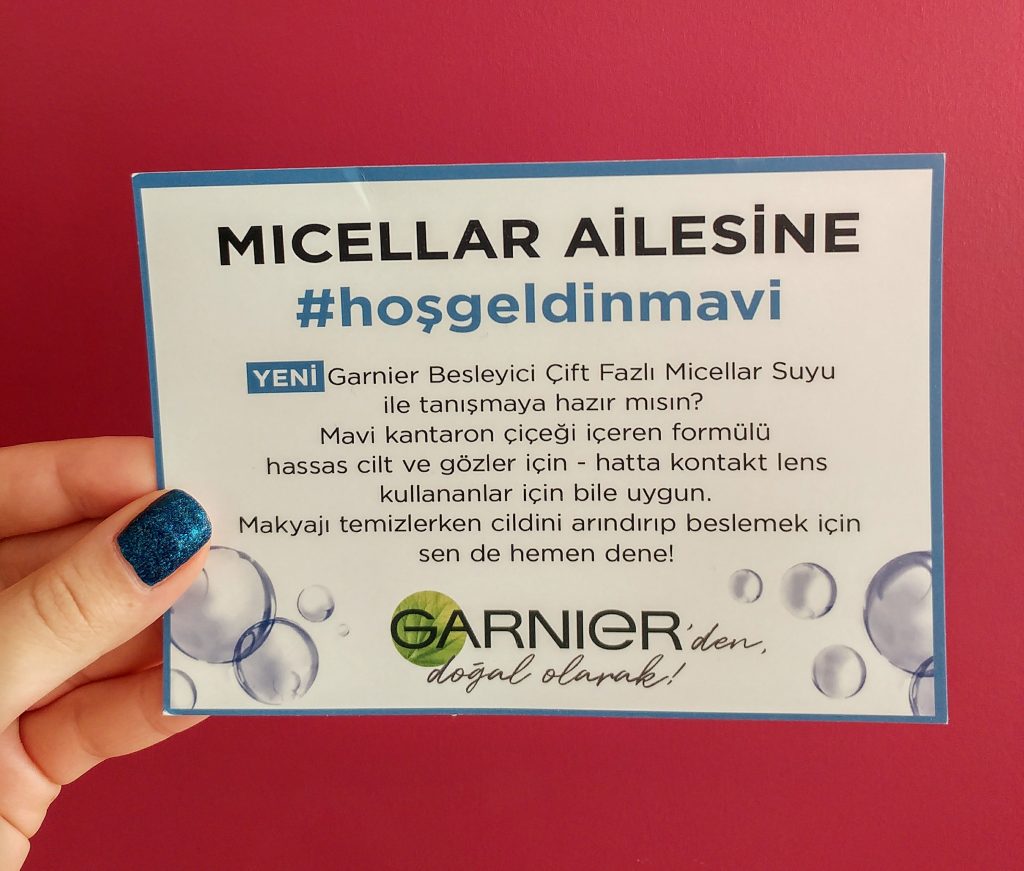 MICELLAR AİLESİNE
#hoşgeldinmavi
YENİ Garnier Besleyici Çift Fazlı Micellar Suyu
ile tanışmaya hazır mısın?
Mavi kantaron çiçeği içeren formülü
hassas cilt ve gözler için - hatta kontakt lens
kullananlar için bile uygun.
Makyajı temizlerken cildini arındırıp beslemek için
sen de hemen dene!
GARNIER'den,
doğal olarak!